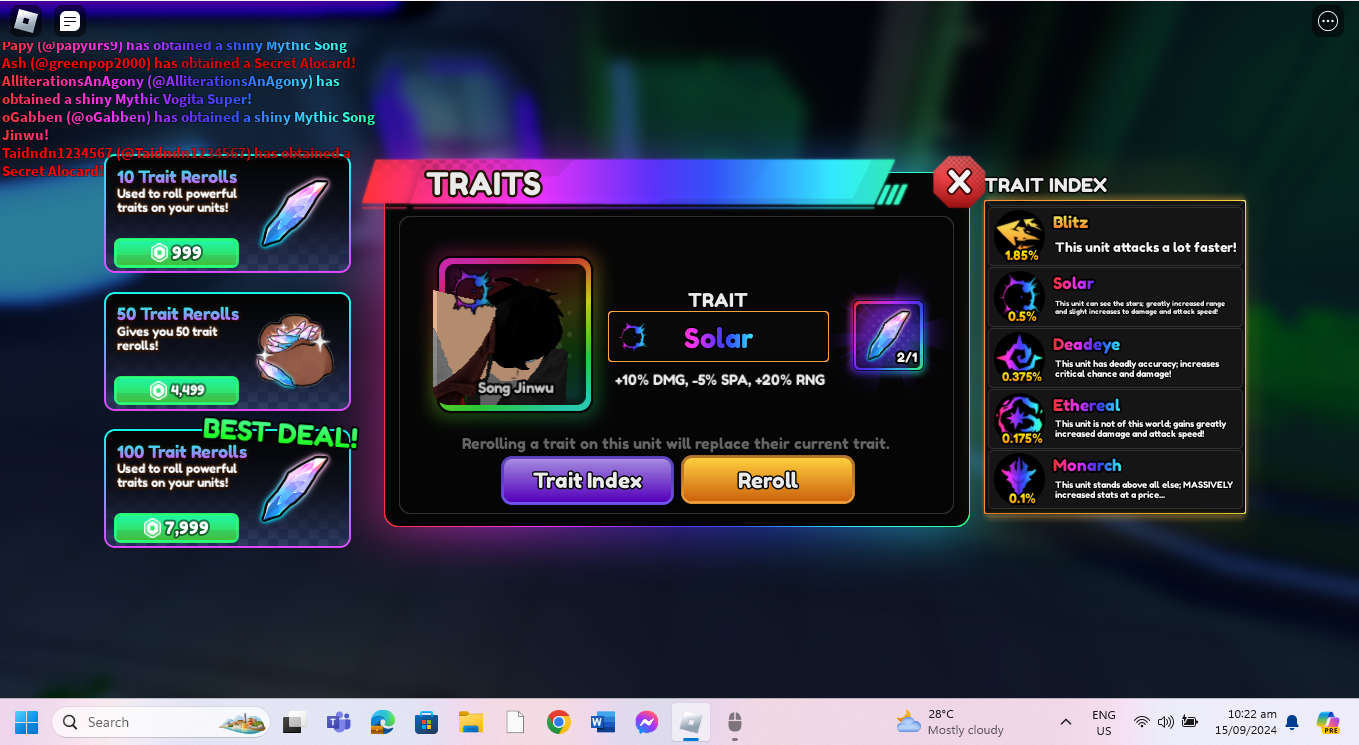 Papy (@papyurs9) has obtained a shiny Mythic Song
Ash (@greenpop2000) has obtained a Secret Alocard!
AlliterationsAnAgony (@AlliterationsAnAgony) has
obtained a shiny Mythic Vogita Super!
oGabben (@oGabben) has obtained a shiny Mythic Song
Jinwu!
Taidndn1234567 (@Taidndn1234567) has obtained a
Secret Alocard!
10 Trait Rerolls
Used to roll powerful
traits on your units!
999
50 Trait Rerolls
Gives you 50 trait
rerolls!
4,499
BEST DEAL!
100 Trait Rerolls
Used to roll powerful
traits on your units!
7,999
TRAITS
X
Song Jinwu
TRAIT
Solar
+10% DMG, -5% SPA, +20% RNG
2/1
Rerolling a trait on this unit will replace their current trait.
Trait Index
Reroll
TRAIT INDEX
Blitz
This unit attacks a lot faster!
1.85%
Solar
This unit can see the stars; greatly increased range
and slight increases to damage and attack speed!
0.5%
Deadeye
This unit has deadly accuracy; increases
critical chance and damage!
0.375%
Ethereal
This unit is not of this world; gains greatly
increased damage and attack speed!
0.175%
Monarch
This unit stands above all else; MASSIVELY
increased stats at a price...
0.1%
Search
28°C
Mostly cloudy
ENG
US
10:22 am
15/09/2024
PRE